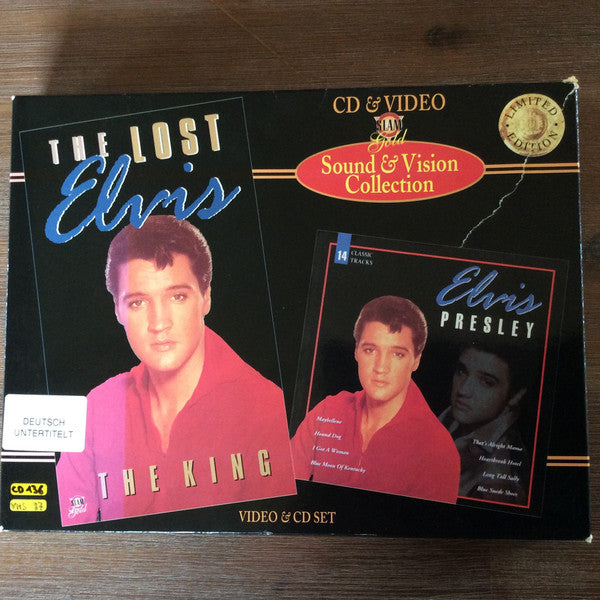 THE LOST
Elvis
THE KING
SLAM
Gold
DEUTSCH
UNTERTITELT
CD 136
VHS 37
CD & VIDEO
SLAM
Gold
Sound & Vision
Collection
LIMITED
EDITION
14
CLASSIC
TRACKS
Elvis
PRESLEY
Maybellene
Hound Dog
I Got A Woman
Blue Moon Of Kentucky
That's Alright Mama
Heartbreak Hotel
Long Tall Sally
Blue Suede Shoes
VIDEO & CD SET